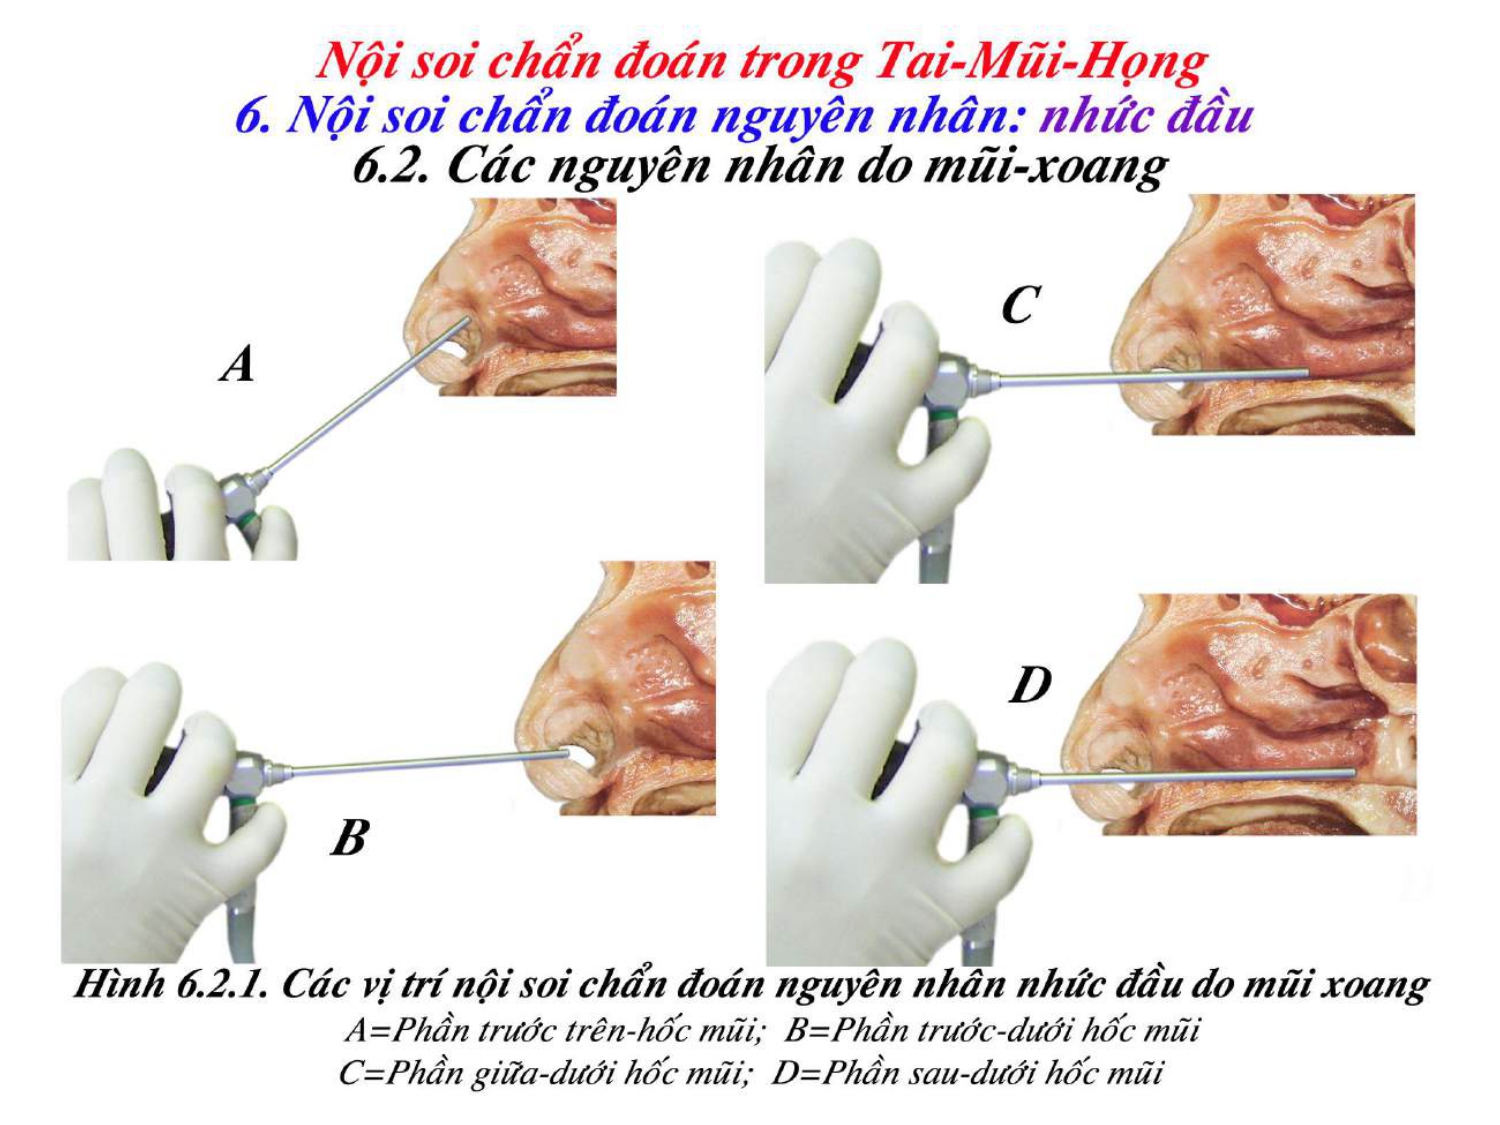 Nội soi chẩn đoán trong Tai-Mũi-Họng
6. Nội soi chẩn đoán nguyên nhân: nhức đầu
6.2. Các nguyên nhân do mũi-xoang
A
C
B
D
Hình 6.2.1. Các vị trí nội soi chẩn đoán nguyên nhân nhức đầu do mũi xoang
A=Phần trước trên-hốc mũi; B=Phần trước-dưới hốc mũi
C=Phần giữa-dưới hốc mũi; D=Phần sau-dưới hốc mũi